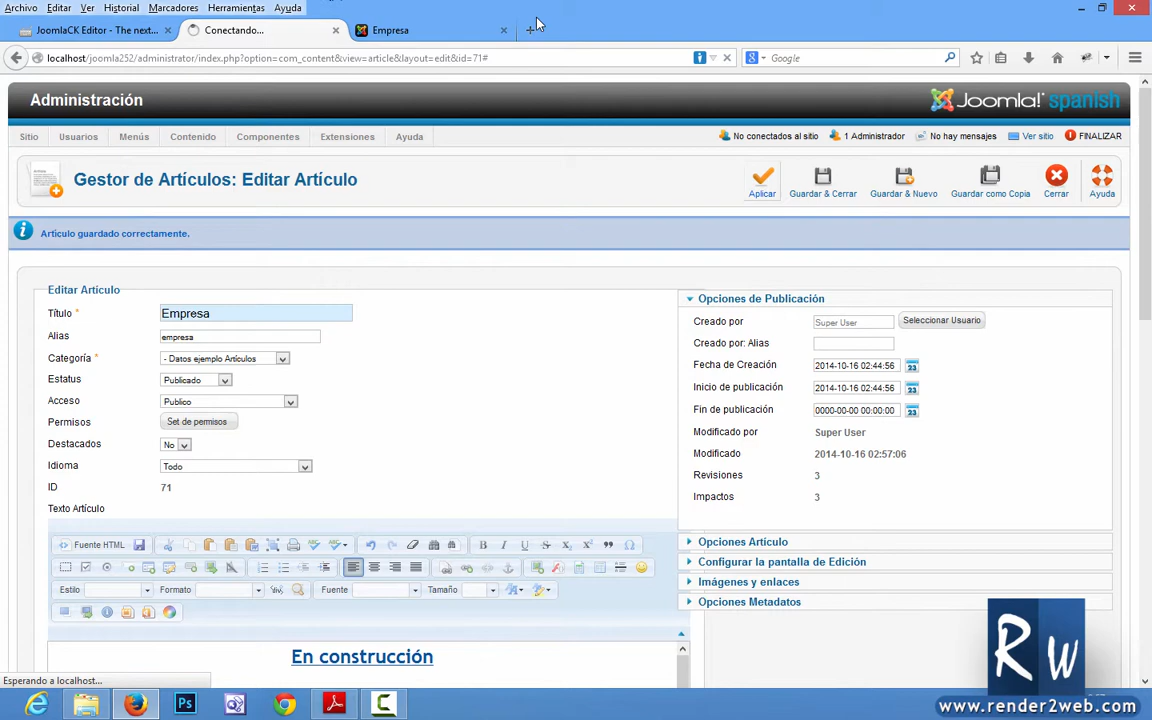 Archivo Editar Ver Historial Marcadores Herramientas Ayuda
JoomlaCK Editor - The next... × Conectando... × Empresa × +
localhost/joomla252/administrator/index.php?option=com_content&view=article&layout=edit&id=71# Google
Administración Joomla! spanish
Sitio Usuarios Menús Contenido Componentes Extensiones Ayuda No conectados al sitio 1 Administrador No hay mensajes Ver sitio FINALIZAR
Gestor de Artículos: Editar Artículo Aplicar Guardar & Cerrar Guardar & Nuevo Guardar como Copia Cerrar Ayuda
Articulo guardado correctamente.
Editar Artículo
Título * Empresa
Alias empresa
Categoría * - Datos ejemplo Artículos
Estatus Publicado
Acceso Publico
Permisos Set de permisos
Destacados No
Idioma Todo
ID 71
Texto Artículo
Opciones de Publicación
Creado por Super User Seleccionar Usuario
Creado por: Alias
Fecha de Creación 2014-10-16 02:44:56 23
Inicio de publicación 2014-10-16 02:44:56 23
Fin de publicación 0000-00-00 00:00:00 23
Modificado por Super User
Modificado 2014-10-16 02:57:06
Revisiones 3
Impactos 3
Opciones Artículo
Configurar la pantalla de Edición
Imágenes y enlaces
Opciones Metadatos
Fuente HTML B I U S X₂ X²
Estilo Formato Fuente Tamaño
En construcción
Esperando a localhost...
Rw
www.render2web.com